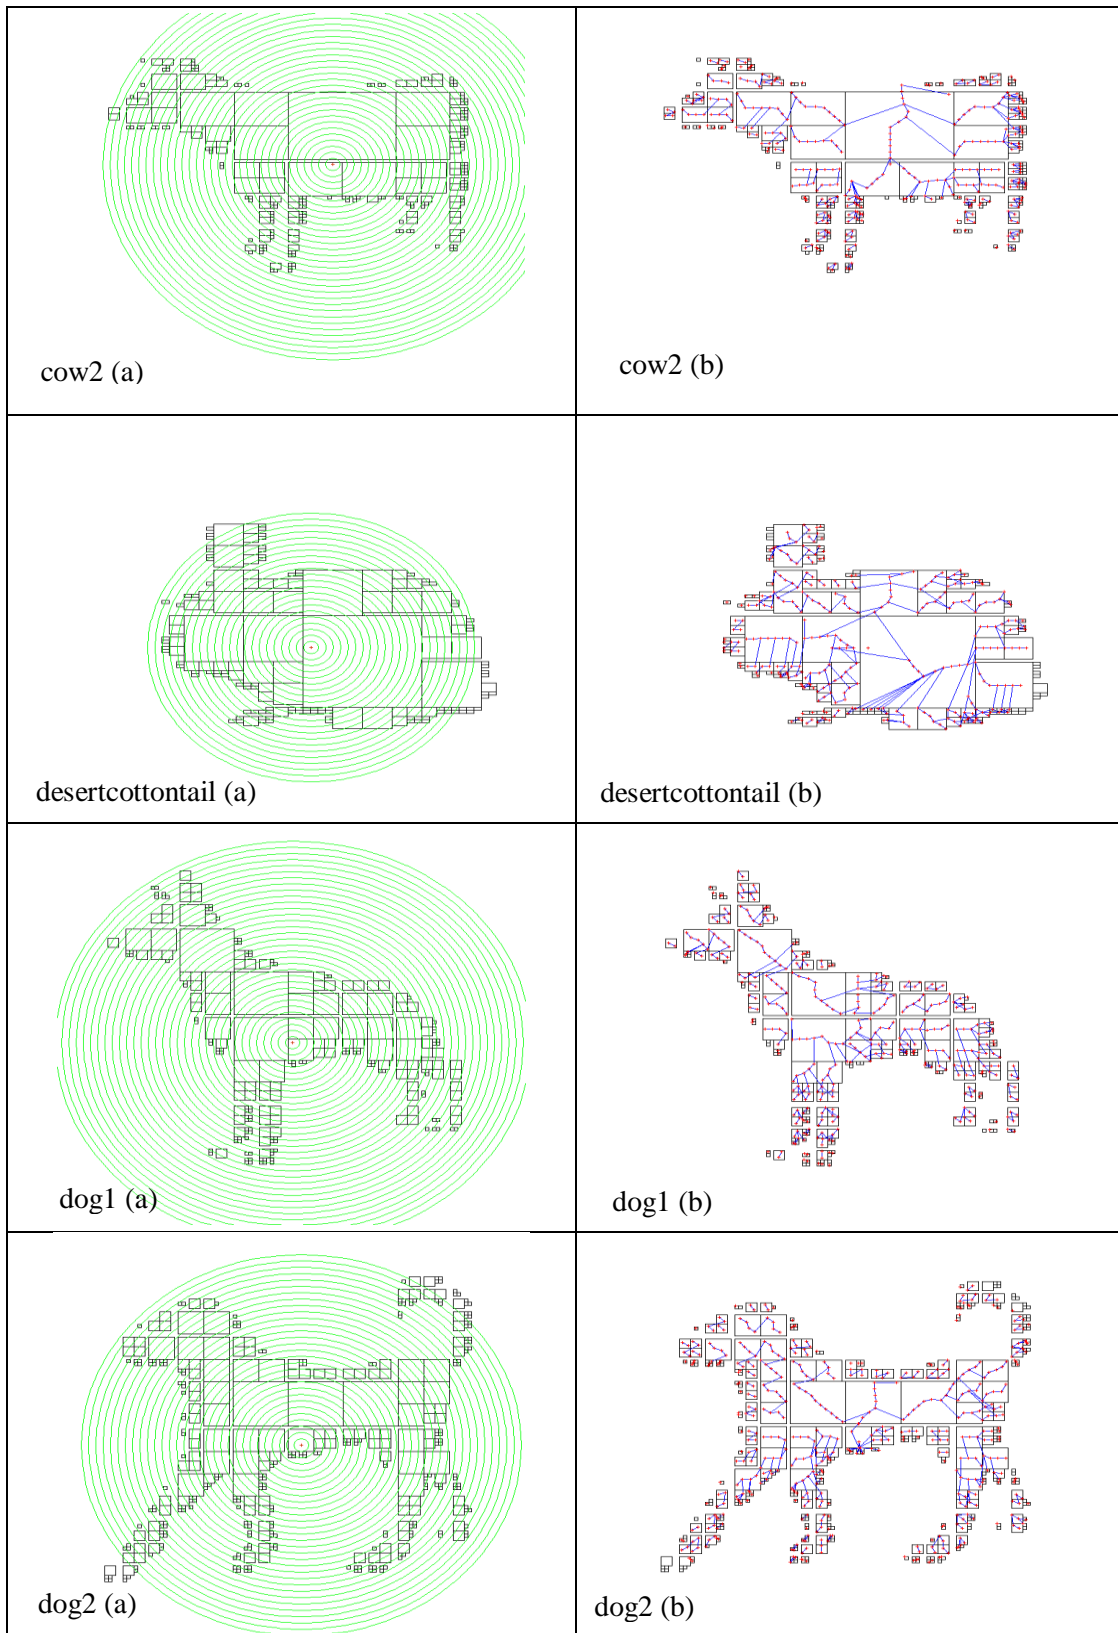 cow2 (a)
cow2 (b)
desertcottontail (a)
desertcottontail (b)
dog1 (a)
dog1 (b)
dog2 (a)
dog2 (b)